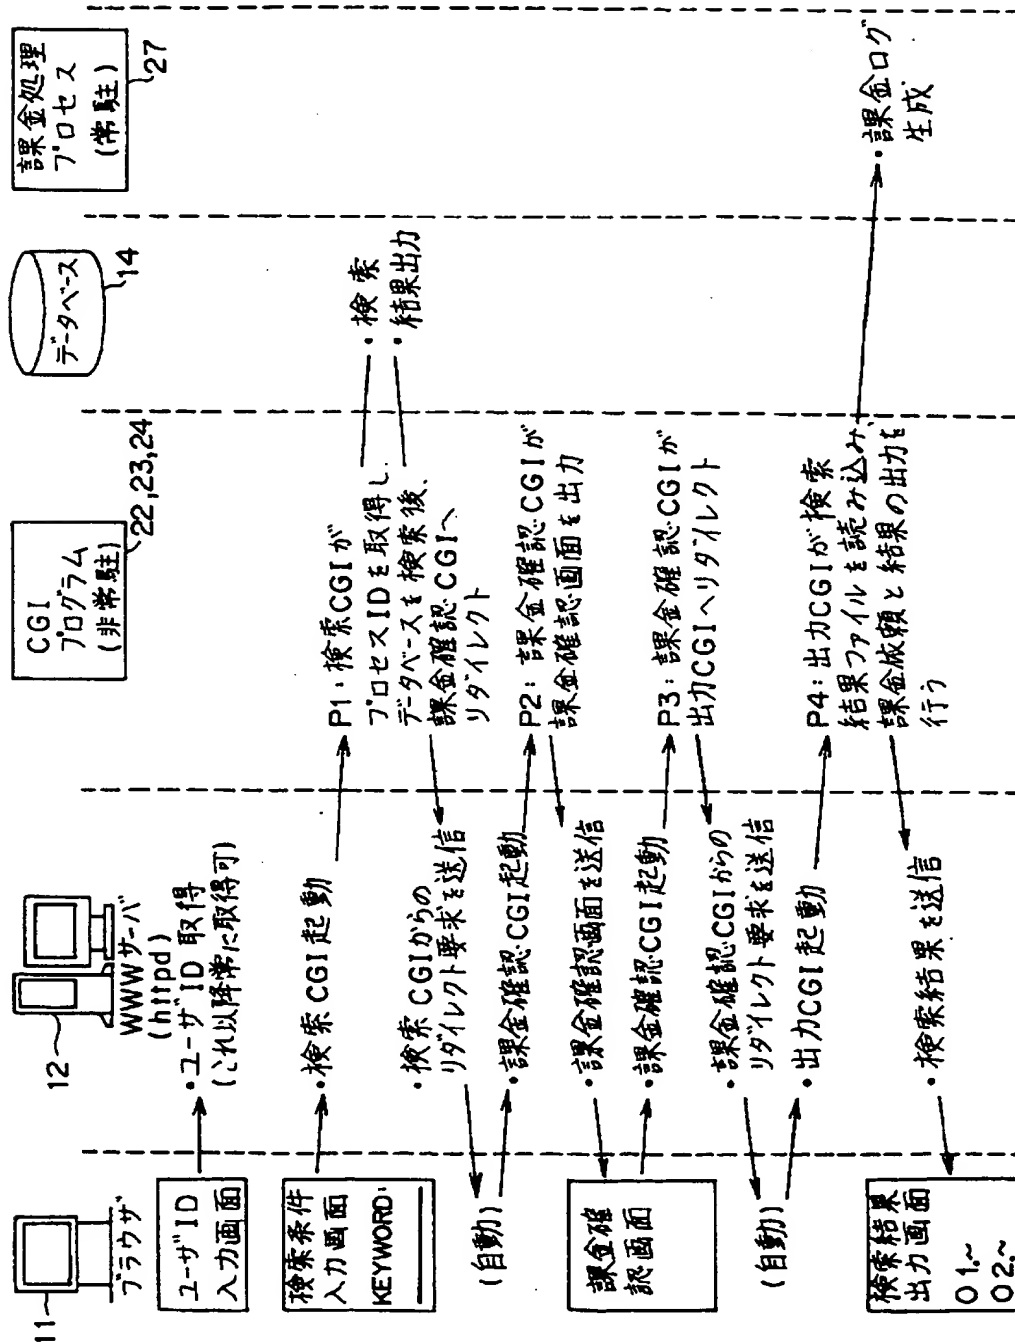 11
ブラウザ
12
WWWサーバ
(httpd)
CGI
プログラム
(非常駐)
22,23,24
データベース
14
課金処理
プロセス
(常駐)
27
ユーザID
入力画面
・ユーザID取得
(これ以降常に取得可)
検索条件
入力画面
KEYWORD:
・検索CGI起動
P1:検索CGIが
プロセスIDを取得し、
データベースを検索後、
課金確認CGIへ
リダイレクト
・検索
・結果出力
・検索CGIからの
リダイレクト要求を送信
(自動)
・課金確認CGI起動
P2:課金確認CGIが
課金確認画面を出力
・課金確認画面を送信
課金確
認画面
・課金確認CGI起動
P3:課金確認CGIが
出力CGIへリダイレクト
・課金確認CGIからの
リダイレクト要求を送信
(自動)
・出力CGI起動
P4:出力CGIが検索
結果ファイルを読み込み、
課金依頼と結果の出力を
行う
・課金ログ
生成
・検索結果を送信
検索結果
出力画面
○1.~
○2.~